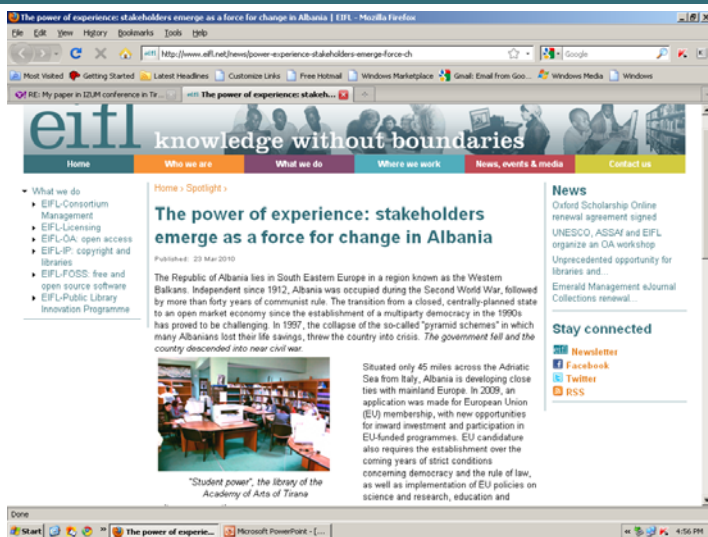 The power of experience: stakeholders emerge as a force for change in Albania | EIFL - Mozilla Firefox
File Edit View History Bookmarks Tools Help
http://www.eifl.net/news/power-experience-stakeholders-emerge-force-ch
Google
Most Visited Getting Started Latest Headlines Customize Links Free Hotmail Windows Marketplace Gmail: Email from Goo... Windows Media Windows
RE: My paper in IZUM conference in Tir...
The power of experience: stakeh...
eifl
knowledge without boundaries
Home Who we are What we do Where we work News, events & media Contact us
What we do
EIFL-Consortium
Management
EIFL-Licensing
EIFL-OA: open access
EIFL-IP: copyright and
libraries
EIFL-FOSS: free and
open source software
EIFL-Public Library
Innovation Programme
Home › Spotlight ›
The power of experience: stakeholders
emerge as a force for change in Albania
Published: 23 Mar 2010
The Republic of Albania lies in South Eastern Europe in a region known as the Western
Balkans. Independent since 1912, Albania was occupied during the Second World War, followed
by more than forty years of communist rule. The transition from a closed, centrally-planned state
to an open market economy since the establishment of a multiparty democracy in the 1990s
has proved to be challenging. In 1997, the collapse of the so-called "pyramid schemes" in which
many Albanians lost their life savings, threw the country into crisis. The government fell and the
country descended into near civil war.
Situated only 45 miles across the Adriatic
Sea from Italy, Albania is developing close
ties with mainland Europe. In 2009, an
application was made for European Union
(EU) membership, with new opportunities
for inward investment and participation in
EU-funded programmes. EU candidature
also requires the establishment over the
coming years of strict conditions
concerning democracy and the rule of law,
as well as implementation of EU policies on
science and research, education and
"Student power", the library of the
Academy of Arts of Tirana
News
Oxford Scholarship Online
renewal agreement signed
UNESCO, ASSAf and EIFL
organize an OA workshop
Unprecedented opportunity for
libraries and...
Emerald Management eJournal
Collections renewal...
Stay connected
eifl Newsletter
Facebook
Twitter
RSS
Done
Start
The power of experie...
Microsoft PowerPoint - [...
4:56 PM